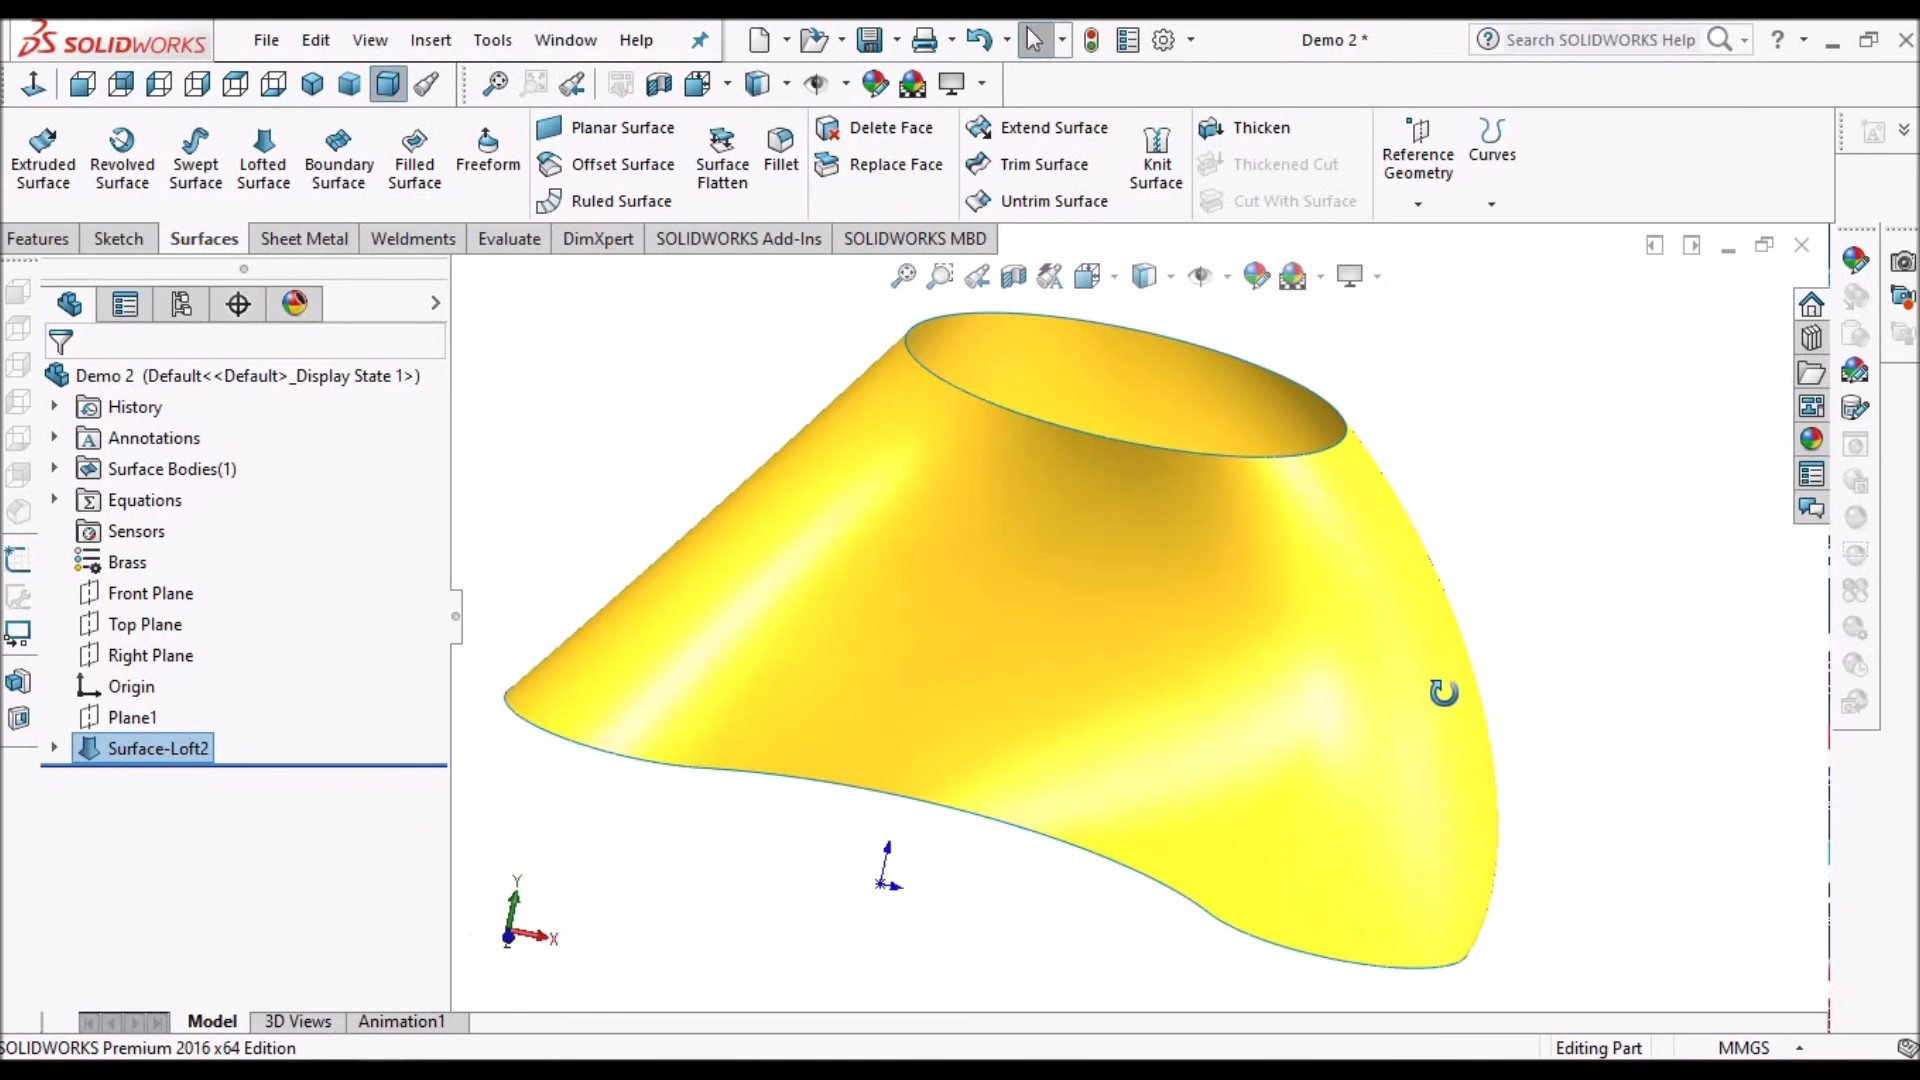 SOLIDWORKS File Edit View Insert Tools Window Help Demo 2 * Search SOLIDWORKS Help ?
Extruded Surface
Revolved Surface
Swept Surface
Lofted Surface
Boundary Surface
Filled Surface
Freeform
Planar Surface
Offset Surface
Ruled Surface
Surface Flatten
Fillet
Delete Face
Replace Face
Extend Surface
Trim Surface
Untrim Surface
Knit Surface
Thicken
Thickened Cut
Cut With Surface
Reference Geometry
Curves
Features Sketch Surfaces Sheet Metal Weldments Evaluate DimXpert SOLIDWORKS Add-Ins SOLIDWORKS MBD
Demo 2 (Default<<Default>_Display State 1>)
History
Annotations
Surface Bodies(1)
Equations
Sensors
Brass
Front Plane
Top Plane
Right Plane
Origin
Plane1
Surface-Loft2
Y
X
Z
Model 3D Views Animation1
SOLIDWORKS Premium 2016 x64 Edition Editing Part MMGS